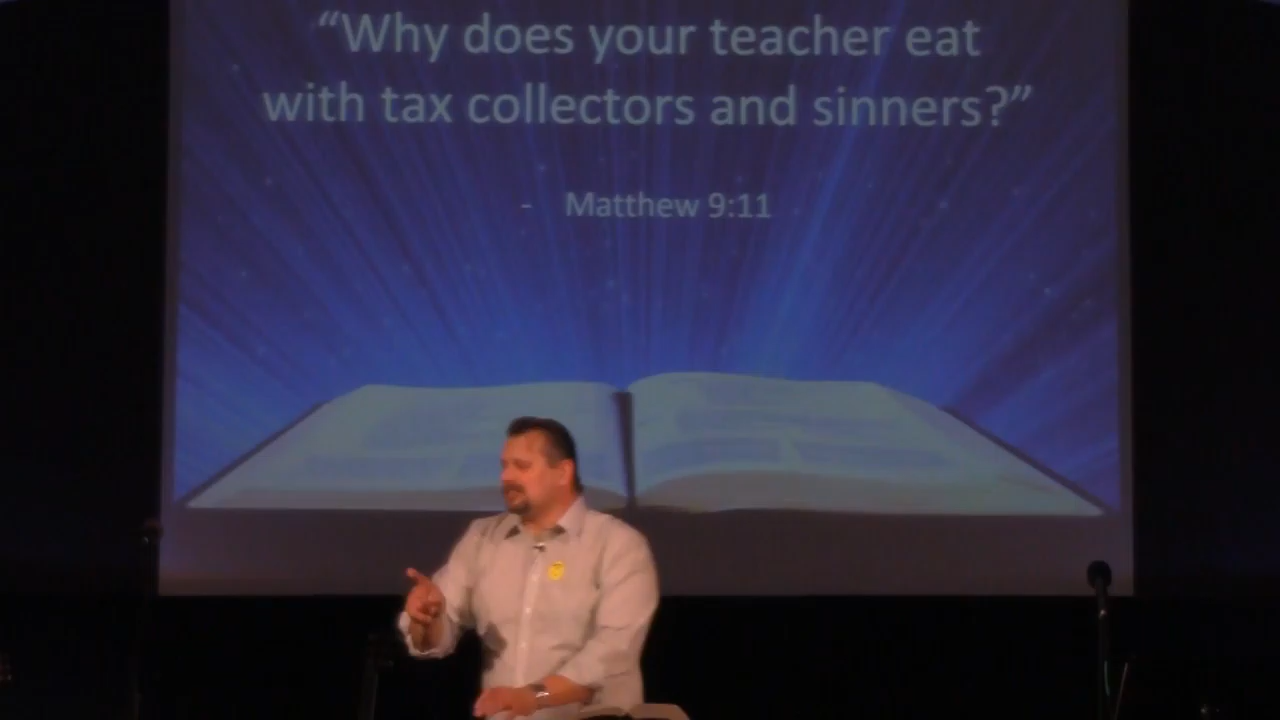 “Why does your teacher eat
with tax collectors and sinners?”
- Matthew 9:11